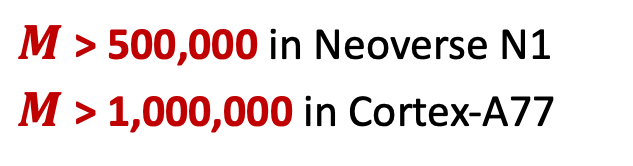 M > 500,000 in Neoverse N1
M > 1,000,000 in Cortex-A77